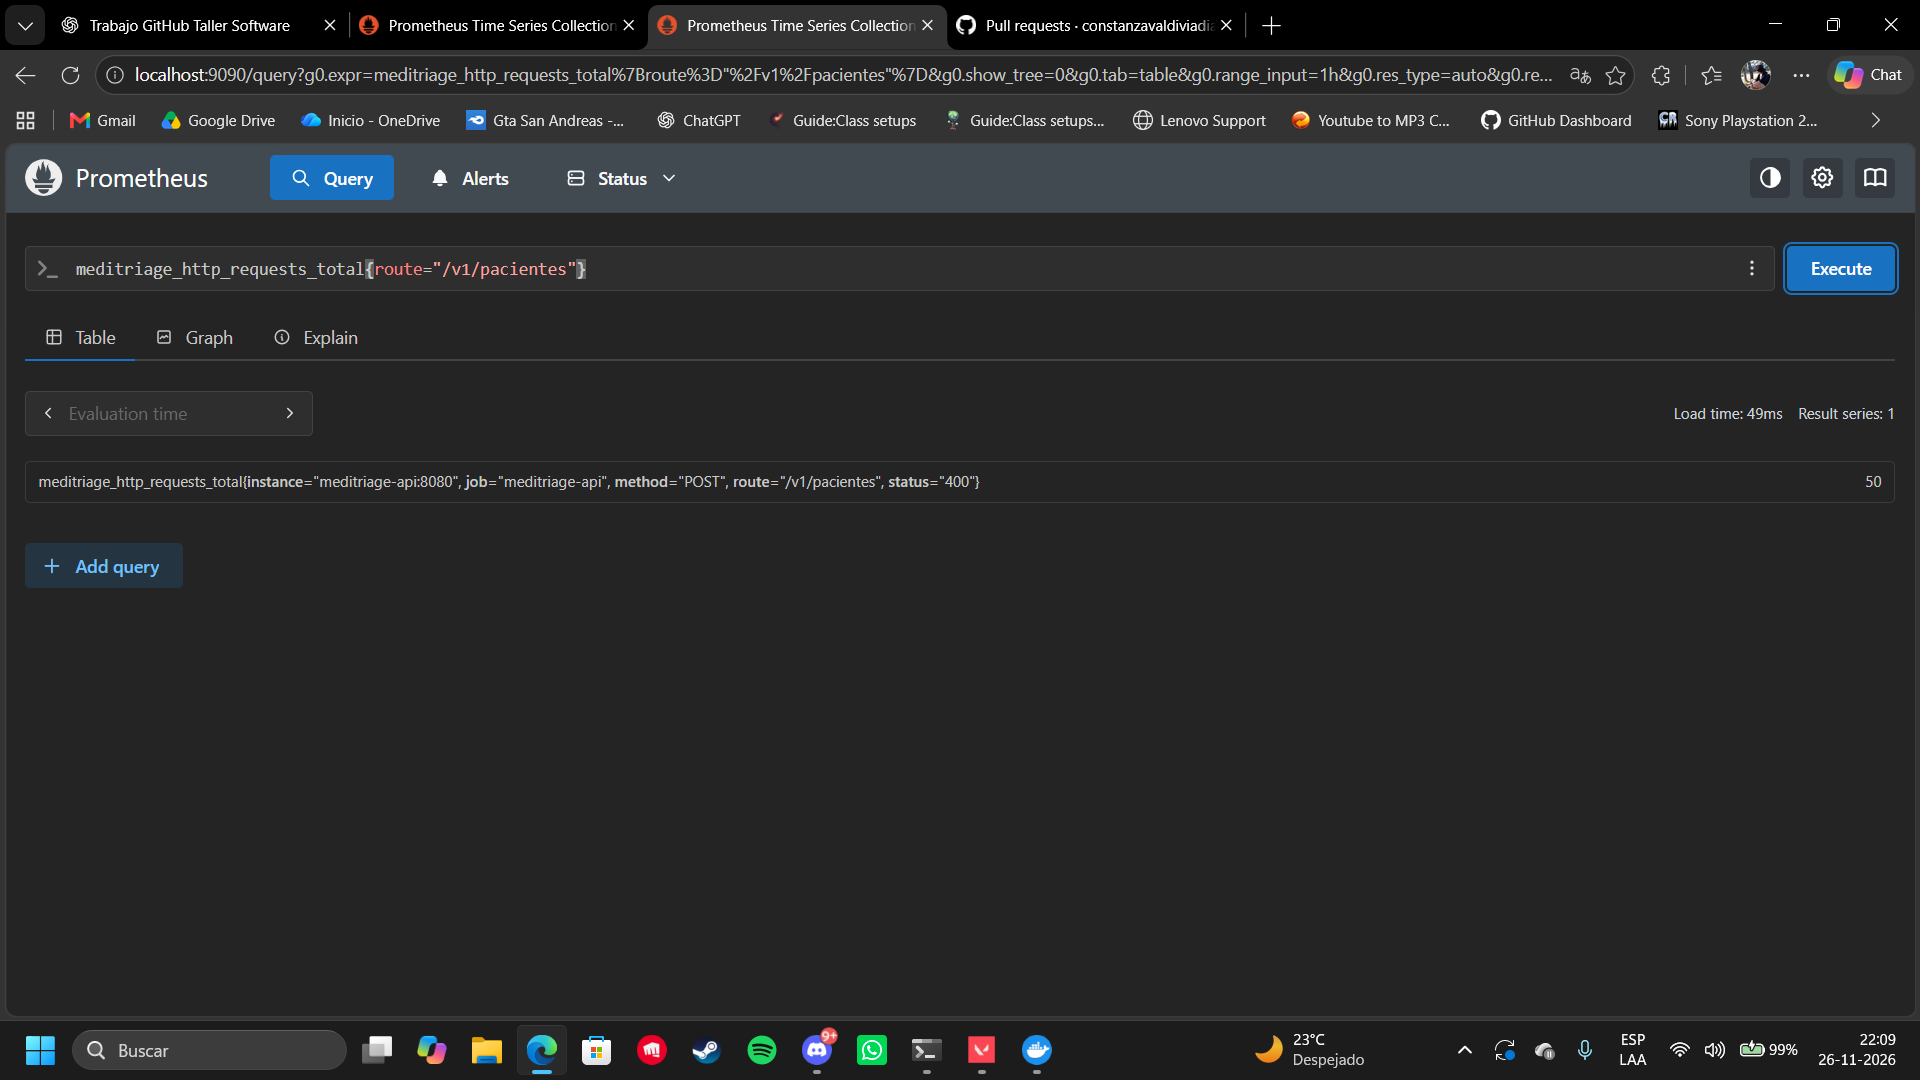 Trabajo GitHub Taller Software
Prometheus Time Series Collection
Prometheus Time Series Collection
Pull requests · constanzavaldiviadia
localhost:9090/query?g0.expr=meditriage_http_requests_total%7Broute%3D"%2Fv1%2Fpacientes"%7D&g0.show_tree=0&g0.tab=table&g0.range_input=1h&g0.res_type=auto&g0.re...
Chat
Gmail
Google Drive
Inicio - OneDrive
Gta San Andreas -...
ChatGPT
Guide:Class setups
Guide:Class setups...
Lenovo Support
Youtube to MP3 C...
GitHub Dashboard
Sony Playstation 2...
Prometheus
Query
Alerts
Status
meditriage_http_requests_total{route="/v1/pacientes"}
Execute
Table
Graph
Explain
Evaluation time
Load time: 49ms Result series: 1
meditriage_http_requests_total{instance="meditriage-api:8080", job="meditriage-api", method="POST", route="/v1/pacientes", status="400"} 50
Add query
Buscar
9+
23°C
Despejado
ESP
LAA
99%
22:09
26-11-2026